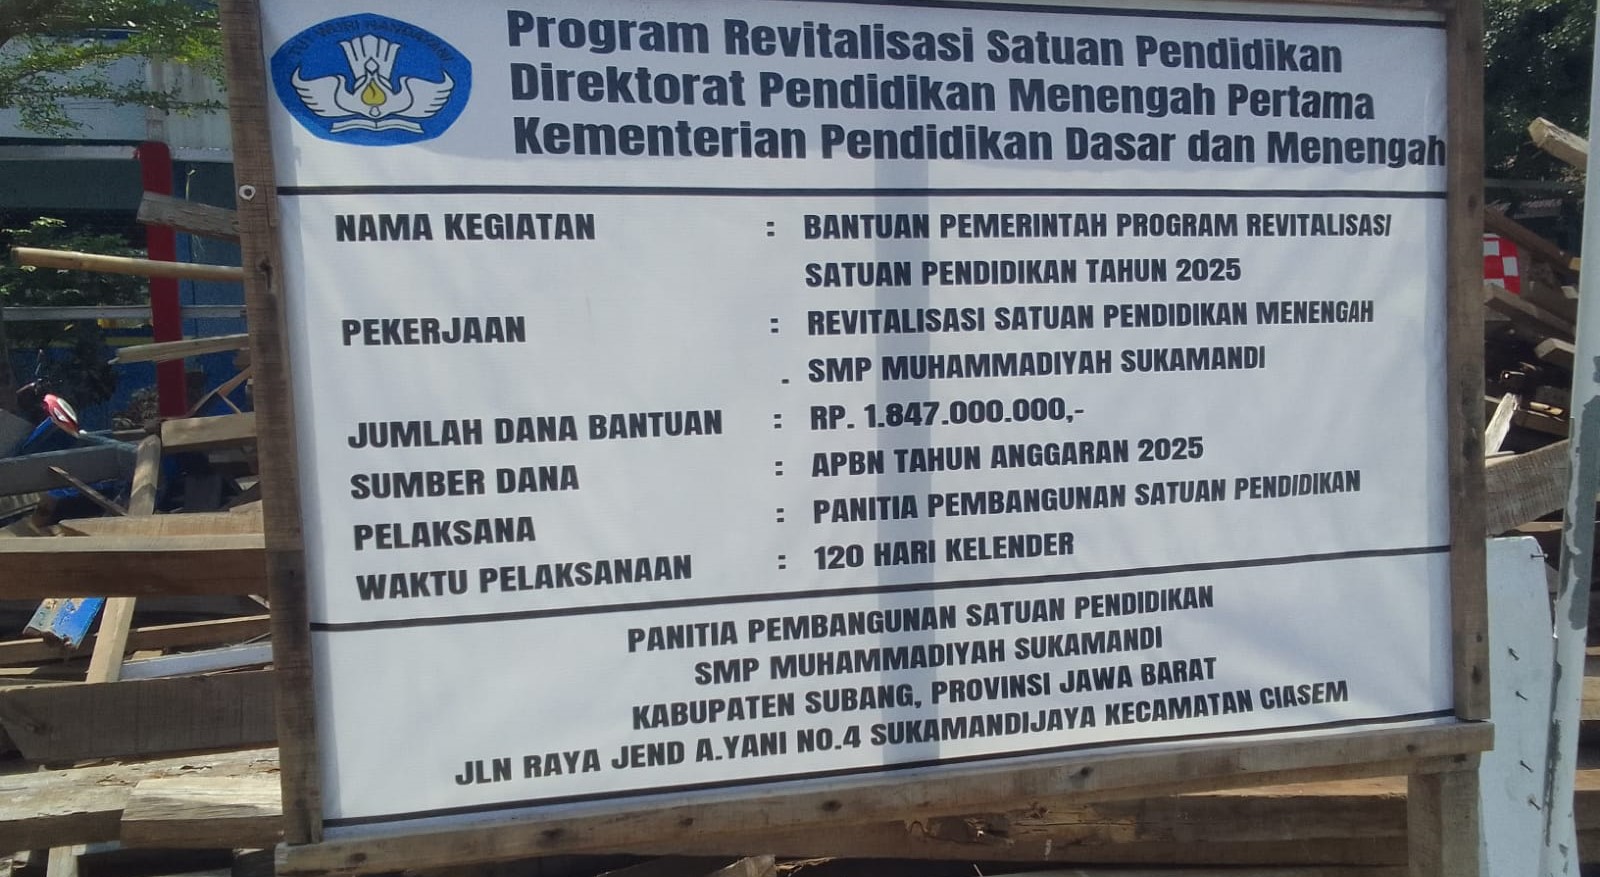 TUT WURI HANDAYANI
Program Revitalisasi Satuan Pendidikan
Direktorat Pendidikan Menengah Pertama
Kementerian Pendidikan Dasar dan Menengah
NAMA KEGIATAN : BANTUAN PEMERINTAH PROGRAM REVITALISASI
SATUAN PENDIDIKAN TAHUN 2025
PEKERJAAN : REVITALISASI SATUAN PENDIDIKAN MENENGAH
. SMP MUHAMMADIYAH SUKAMANDI
JUMLAH DANA BANTUAN : RP. 1.847.000.000,-
SUMBER DANA : APBN TAHUN ANGGARAN 2025
PELAKSANA : PANITIA PEMBANGUNAN SATUAN PENDIDIKAN
WAKTU PELAKSANAAN : 120 HARI KELENDER
PANITIA PEMBANGUNAN SATUAN PENDIDIKAN
SMP MUHAMMADIYAH SUKAMANDI
KABUPATEN SUBANG, PROVINSI JAWA BARAT
JLN RAYA JEND A.YANI NO.4 SUKAMANDIJAYA KECAMATAN CIASEM